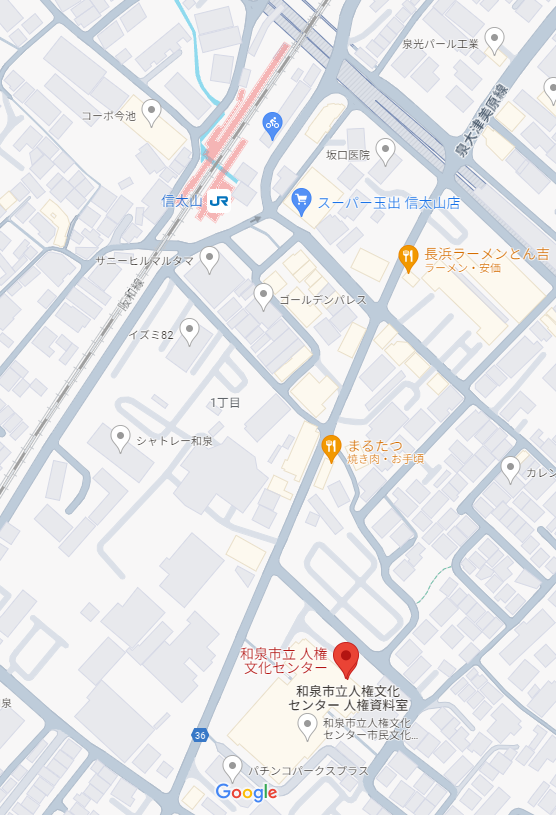 泉光パール工業
泉大津美原線
コーポ今池
坂口医院
信太山
JR
スーパー玉出 信太山店
サニーヒルマルタマ
長浜ラーメンとん吉
ラーメン・安価
阪和線
ゴールデンパレス
イズミ82
1丁目
シャトレー和泉
まるたつ
焼き肉・お手頃
カレン
和泉市立 人権
文化センター
和泉市立人権文化
センター 人権資料室
泉
和泉市立人権文化
センター市民文化...
36
パチンコパークスプラス
Google